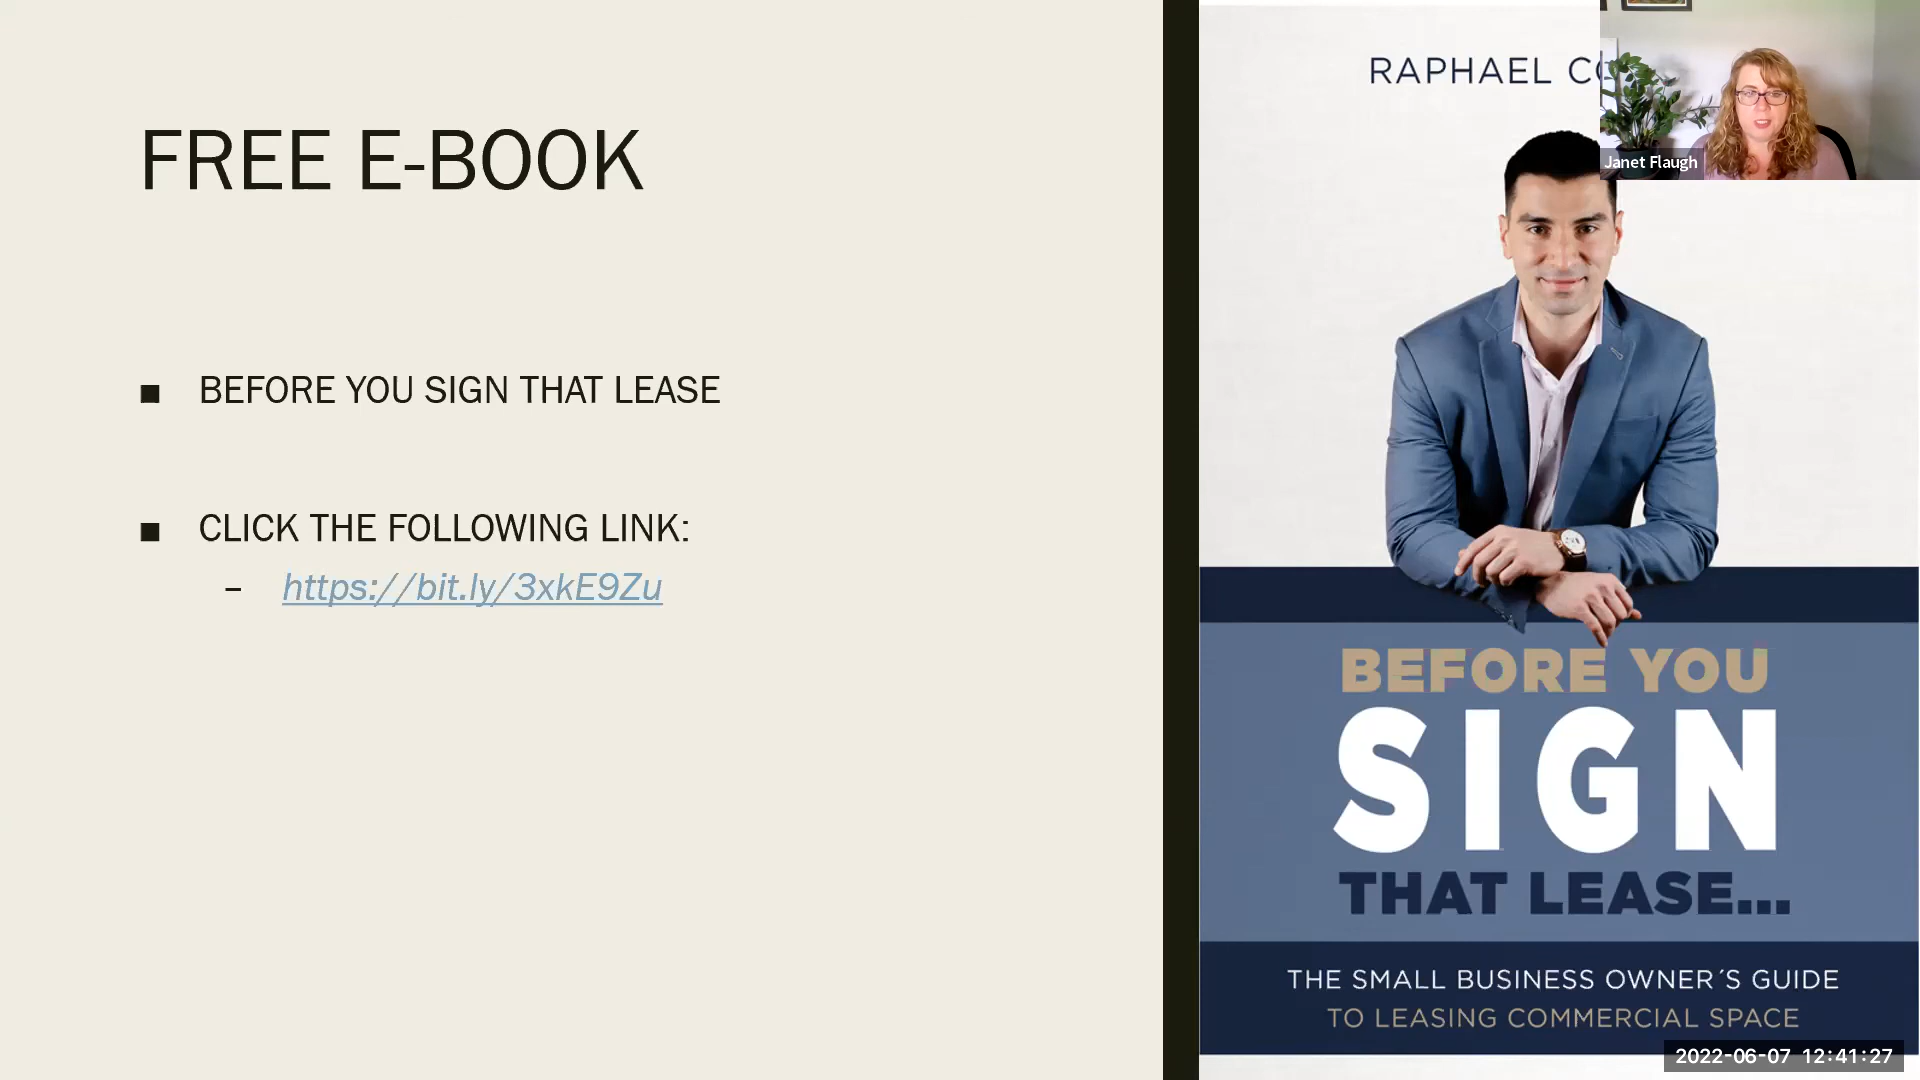 FREE E-BOOK
■ BEFORE YOU SIGN THAT LEASE
■ CLICK THE FOLLOWING LINK:
– https://bit.ly/3xkE9Zu
RAPHAEL
Janet Flaugh
BEFORE YOU
SIGN
THAT LEASE...
THE SMALL BUSINESS OWNER´S GUIDE
TO LEASING COMMERCIAL SPACE
2022-06-07 12:41:27